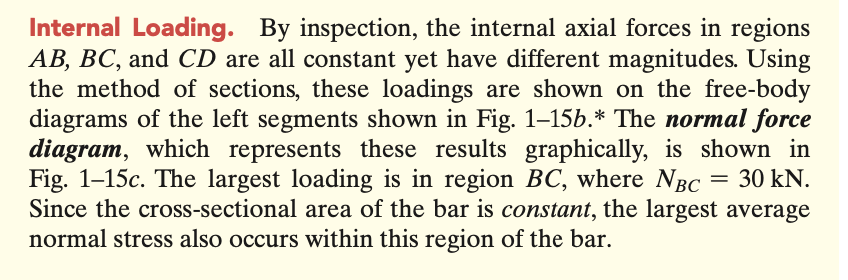 Internal Loading. By inspection, the internal axial forces in regions
AB, BC, and CD are all constant yet have different magnitudes. Using
the method of sections, these loadings are shown on the free-body
diagrams of the left segments shown in Fig. 1–15b.* The normal force
diagram, which represents these results graphically, is shown in
Fig. 1–15c. The largest loading is in region BC, where NBC = 30 kN.
Since the cross-sectional area of the bar is constant, the largest average
normal stress also occurs within this region of the bar.